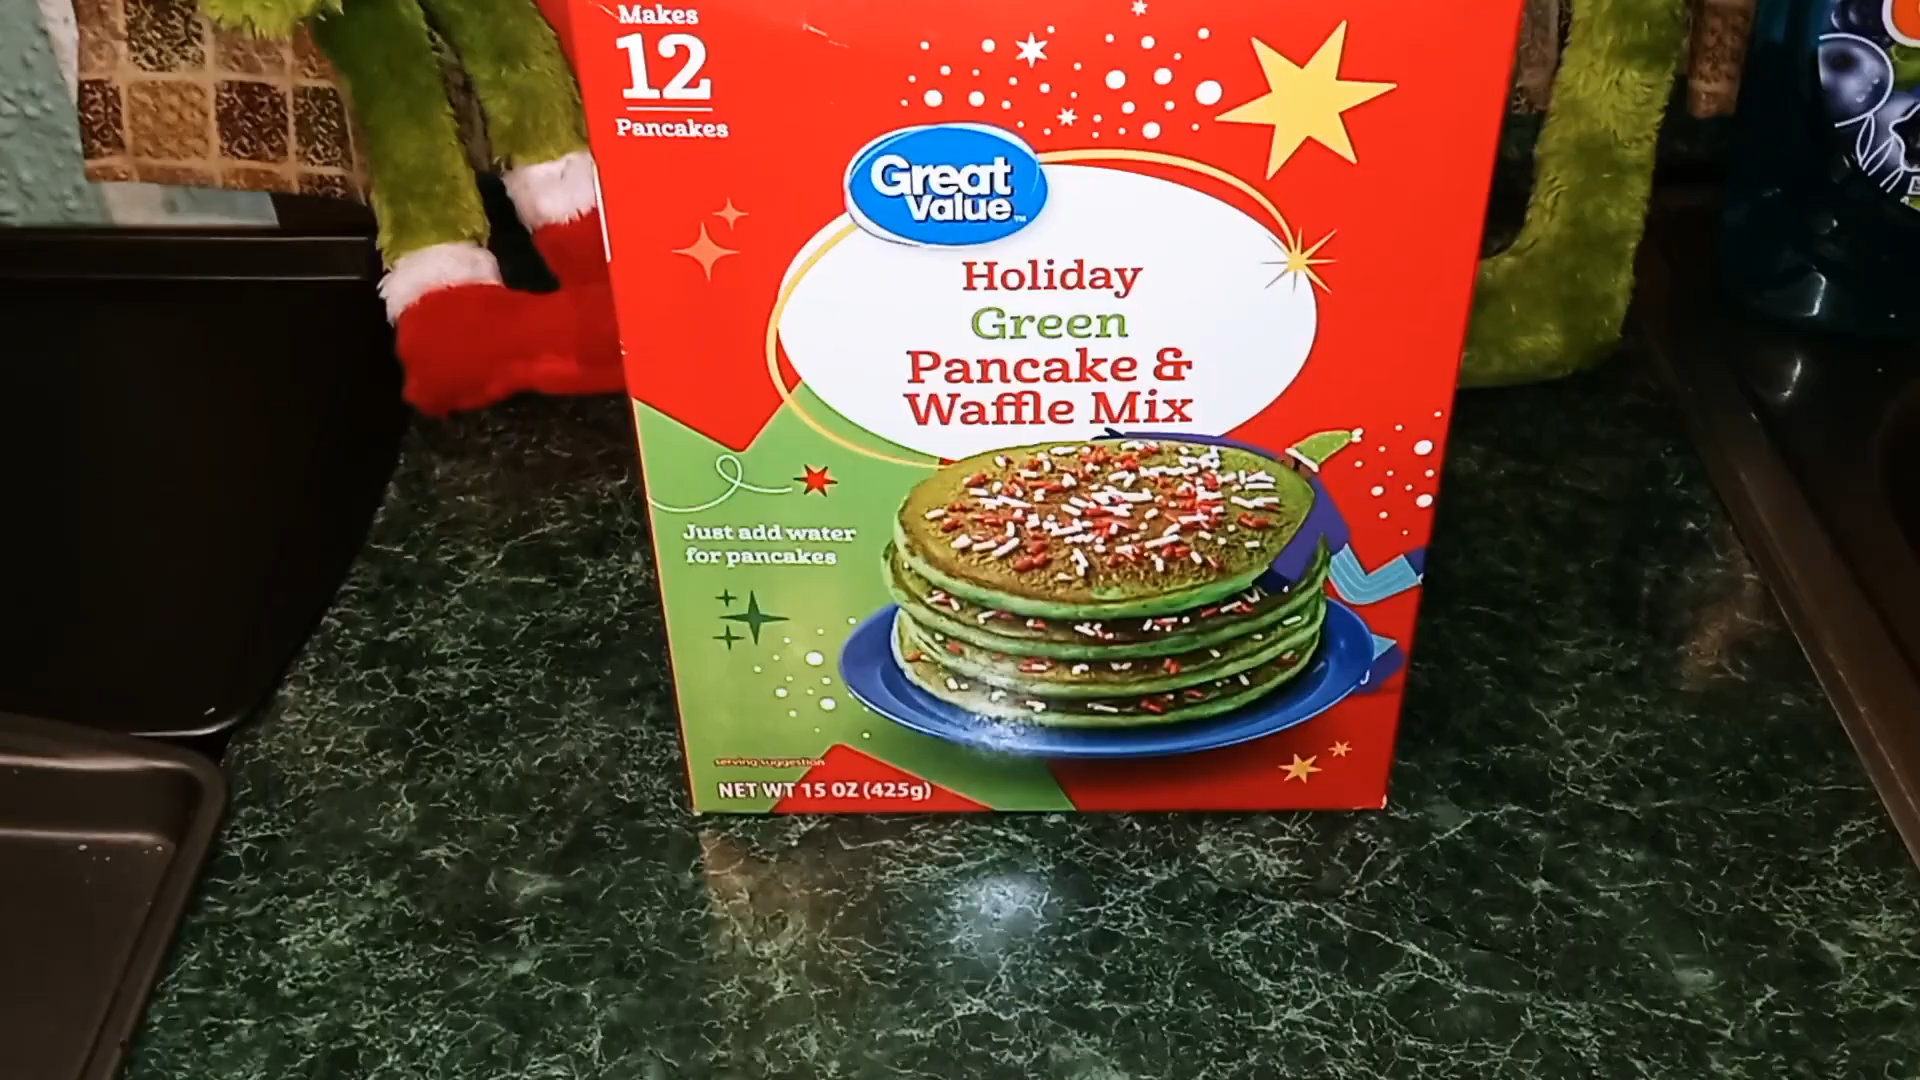 Makes
12
Pancakes
Great
Value™
Holiday
Green
Pancake &
Waffle Mix
Just add water
for pancakes
serving suggestion
NET WT 15 OZ (425g)